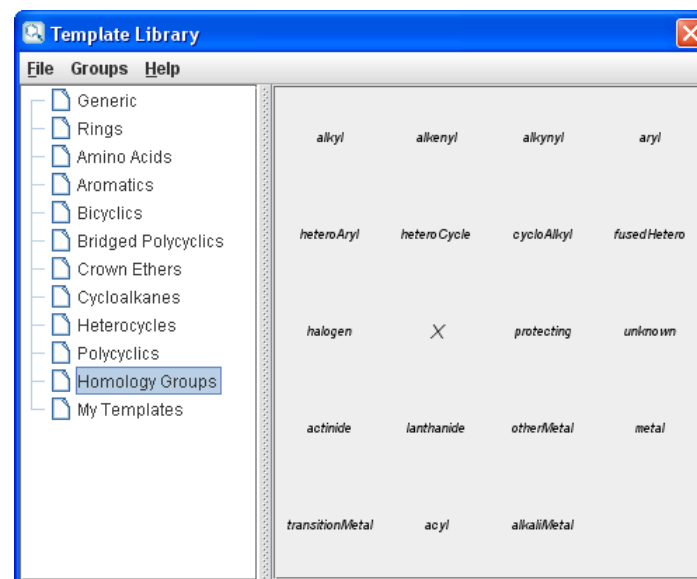 Template Library
File Groups Help
Generic
Rings
Amino Acids
Aromatics
Bicyclics
Bridged Polycyclics
Crown Ethers
Cycloalkanes
Heterocycles
Polycyclics
Homology Groups
My Templates
alkyl alkenyl alkynyl aryl
heteroAryl heteroCycle cycloAlkyl fusedHetero
halogen X protecting unknown
actinide lanthanide otherMetal metal
transitionMetal acyl alkaliMetal